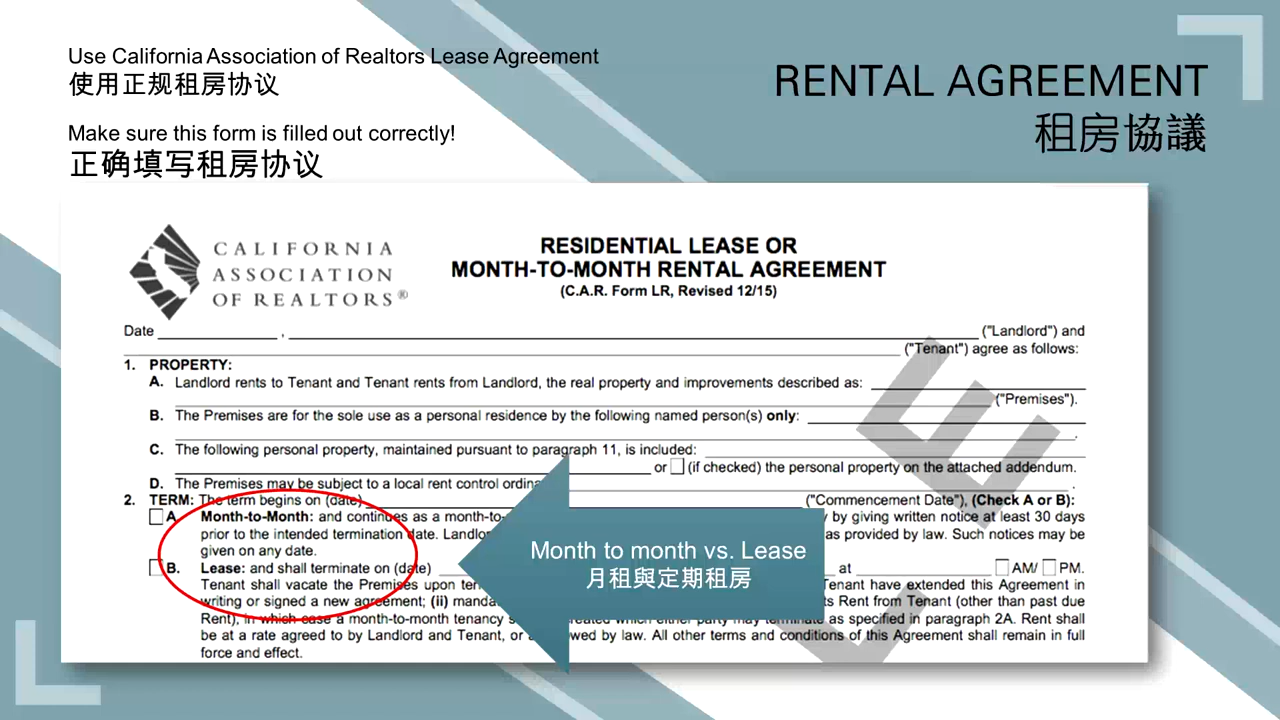 Use California Association of Realtors Lease Agreement
使用正规租房协议
Make sure this form is filled out correctly!
正确填写租房协议
RENTAL AGREEMENT
租房協議
CALIFORNIA
ASSOCIATION
OF REALTORS®
RESIDENTIAL LEASE OR
MONTH-TO-MONTH RENTAL AGREEMENT
(C.A.R. Form LR, Revised 12/15)
Date , ("Landlord") and
("Tenant") agree as follows:
1. PROPERTY:
A. Landlord rents to Tenant and Tenant rents from Landlord, the real property and improvements described as:
("Premises").
B. The Premises are for the sole use as a personal residence by the following named person(s) only:
.
C. The following personal property, maintained pursuant to paragraph 11, is included:
or (if checked) the personal property on the attached addendum.
D. The Premises may be subject to a local rent control ordina .
2. TERM: The term begins on (date) ("Commencement Date"), (Check A or B):
A. Month-to-Month: and continues as a month-to- by giving written notice at least 30 days
prior to the intended termination date. Landlo as provided by law. Such notices may be
given on any date.
B. Lease: and shall terminate on (date) at AM/ PM.
Tenant shall vacate the Premises upon Tenant have extended this Agreement in
writing or signed a new agreement; (ii) manda Rent from Tenant (other than past due
Rent), in which case a month-to-month tenancy created which either party may terminate as specified in paragraph 2A. Rent shall
be at a rate agreed to by Landlord and Tenant, or by law. All other terms and conditions of this Agreement shall remain in full
force and effect.
Month to month vs. Lease
月租與定期租房